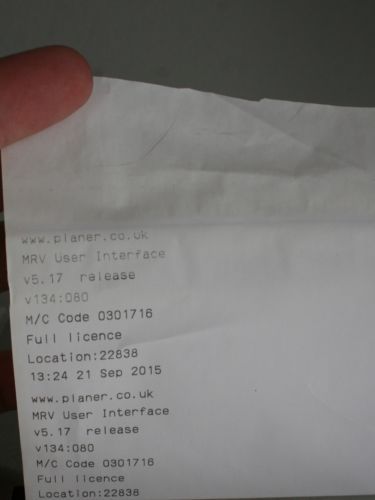 www.planer.co.uk
MRV User Interface
v5.17 release
v134:080
M/C Code 0301716
Full licence
Location:22838
13:24 21 Sep 2015
www.planer.co.uk
MRV User Interface
v5.17 release
v134:080
M/C Code 0301716
Full licence
Location:22838